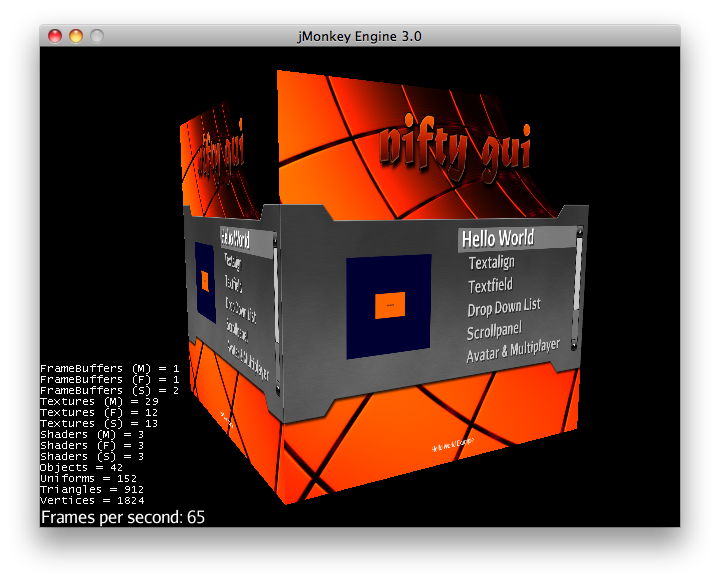 jMonkey Engine 3.0
nifty gui
nifty gui
Hello World
Textalign
Textfield
Drop Down List
Scrollpanel
Avatar & Multiplayer
Hello World
Textalign
Textfield
Drop Down List
Scrollpanel
Avatar & Multiplayer
Hello World Example
FrameBuffers (M) = 1
FrameBuffers (F) = 1
FrameBuffers (S) = 2
Textures (M) = 29
Textures (F) = 12
Textures (S) = 13
Shaders (M) = 3
Shaders (F) = 3
Shaders (S) = 3
Objects = 42
Uniforms = 152
Triangles = 912
Vertices = 1824
Frames per second: 65